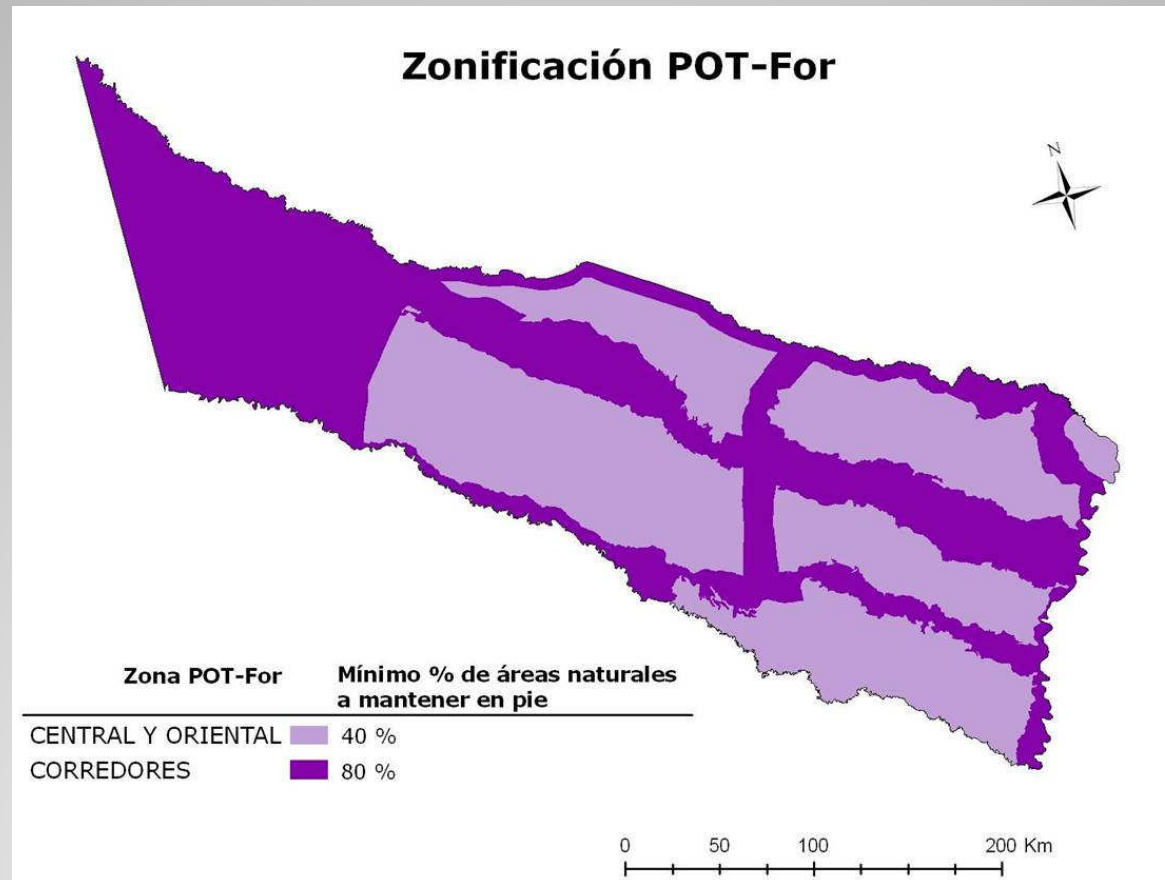 Zonificación POT-For
N
Zona POT-For
Mínimo % de áreas naturales
a mantener en pie
CENTRAL Y ORIENTAL 40 %
CORREDORES 80 %
0 50 100 200 Km